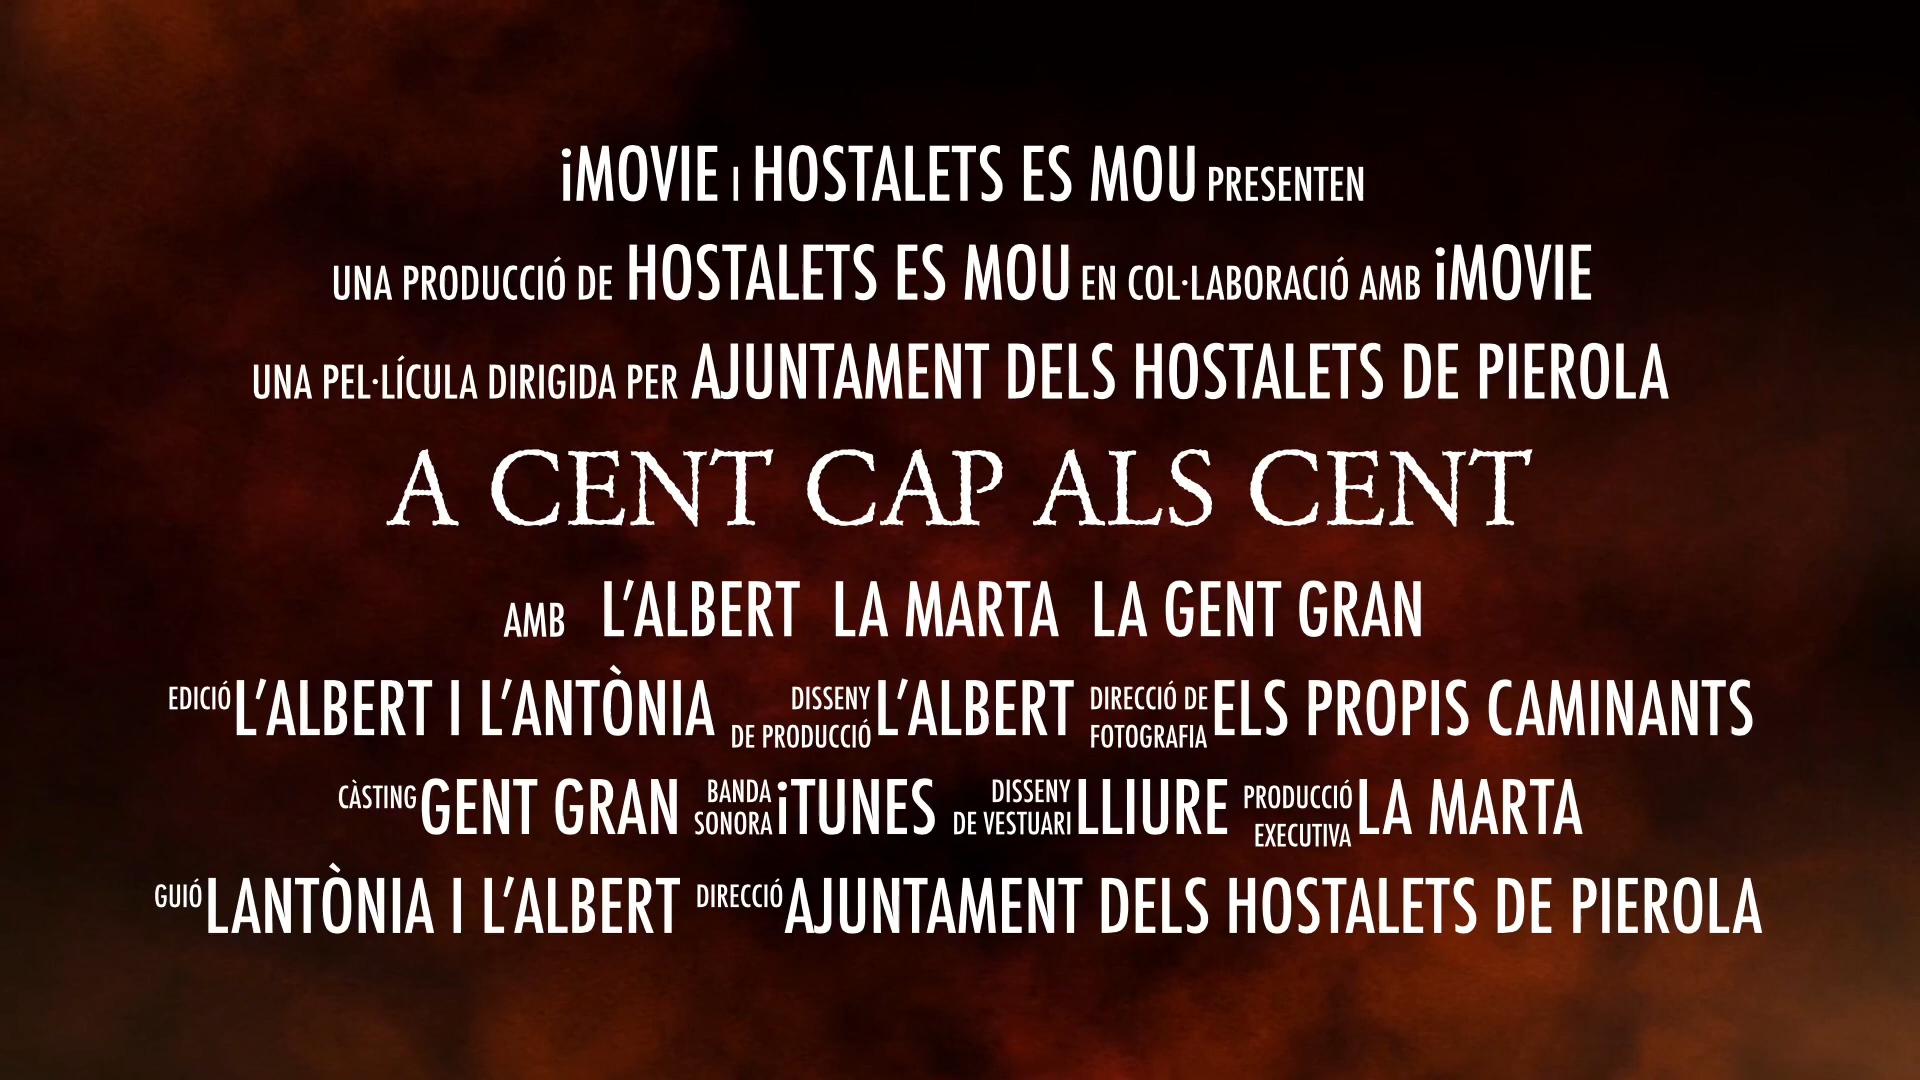 iMOVIE I HOSTALETS ES MOU PRESENTEN
UNA PRODUCCIÓ DE HOSTALETS ES MOU EN COL·LABORACIÓ AMB iMOVIE
UNA PEL·LÍCULA DIRIGIDA PER AJUNTAMENT DELS HOSTALETS DE PIEROLA
A CENT CAP ALS CENT
AMB L'ALBERT LA MARTA LA GENT GRAN
EDICIÓ L'ALBERT I L'ANTÒNIA DISSENY DE PRODUCCIÓ L'ALBERT DIRECCIÓ DE FOTOGRAFIA ELS PROPIS CAMINANTS
CÀSTING GENT GRAN BANDA SONORA iTUNES DISSENY DE VESTUARI LLIURE PRODUCCIÓ EXECUTIVA LA MARTA
GUIÓ LANTÒNIA I L'ALBERT DIRECCIÓ AJUNTAMENT DELS HOSTALETS DE PIEROLA